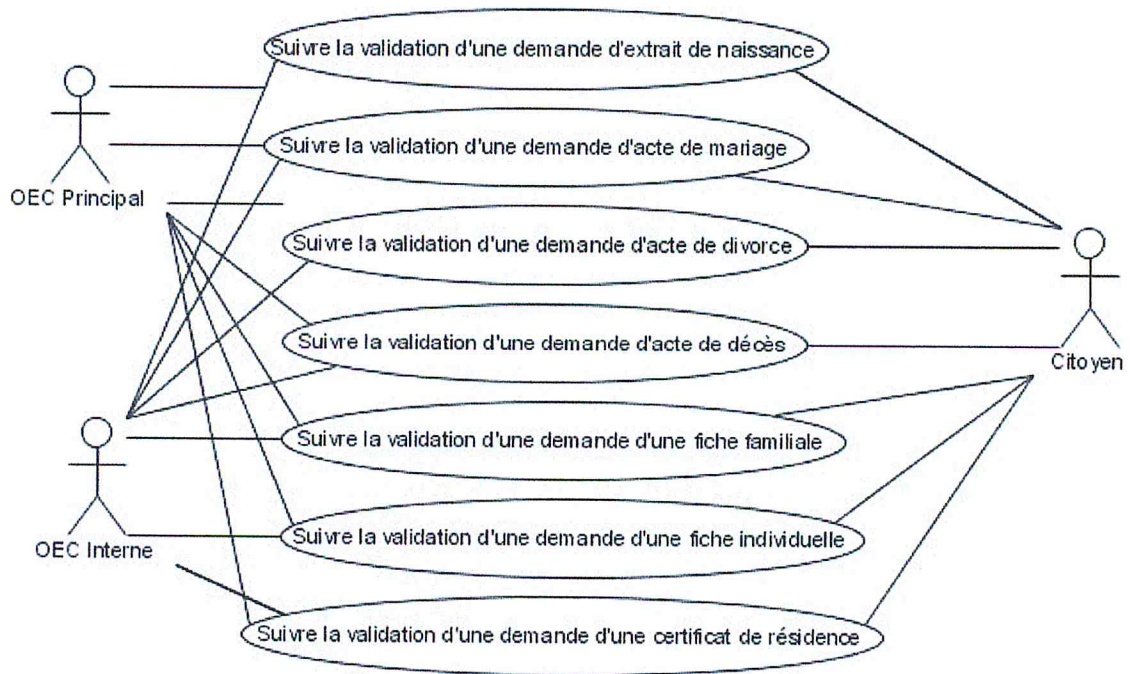 Suivre la validation d'une demande d'extrait de naissance
Suivre la validation d'une demande d'acte de mariage
OEC Principal
Suivre la validation d'une demande d'acte de divorce
Suivre la validation d'une demande d'acte de décès
Citoyen
Suivre la validation d'une demande d'une fiche familiale
Suivre la validation d'une demande d'une fiche individuelle
OEC Interne
Suivre la validation d'une demande d'une certificat de résidence